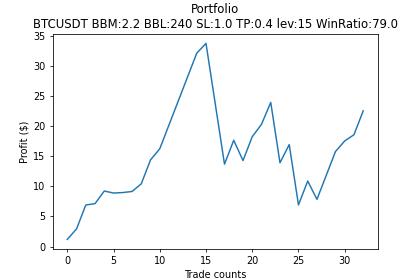 Portfolio
BTCUSDT BBM:2.2 BBL:240 SL:1.0 TP:0.4 lev:15 WinRatio:79.0
35
30
25
20
15
10
5
0
Profit ($)
0 5 10 15 20 25 30
Trade counts